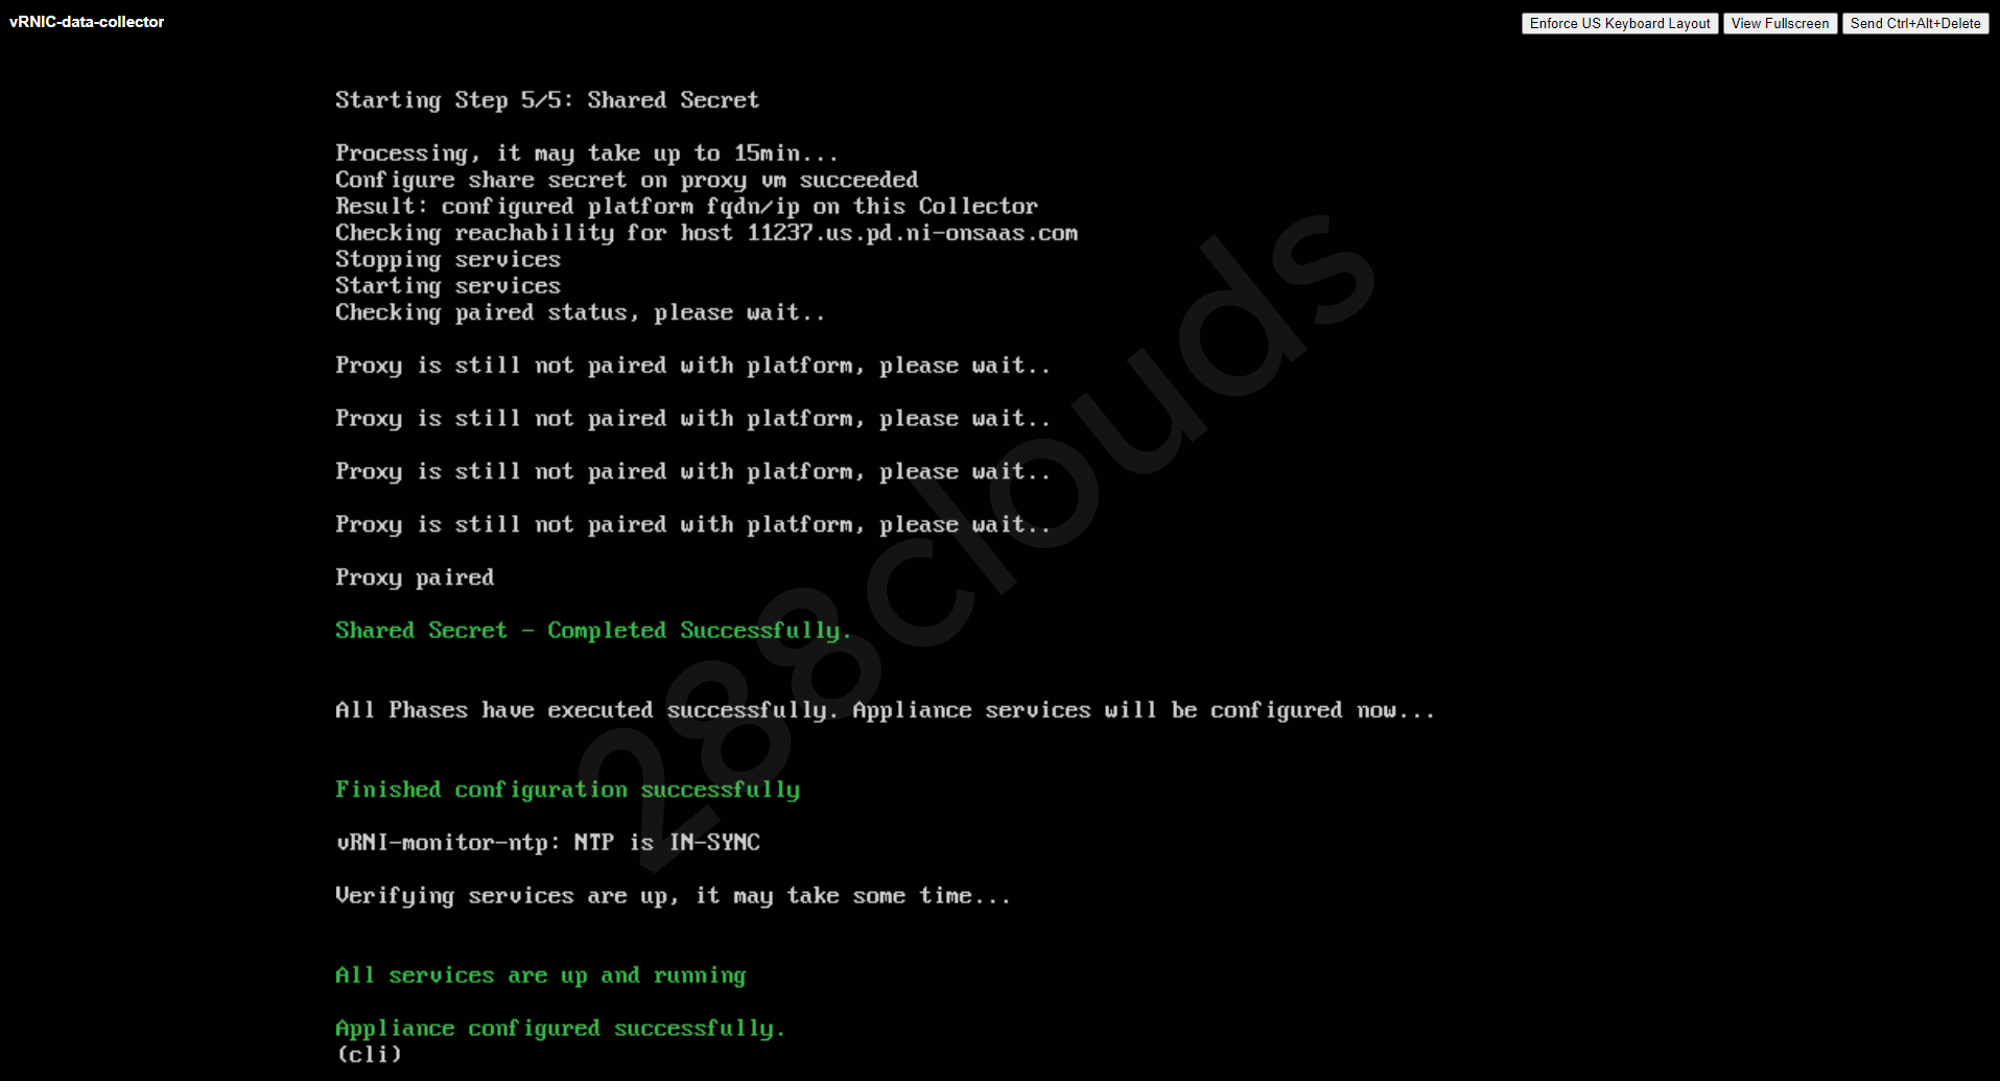 vRNIC-data-collector
Enforce US Keyboard Layout View Fullscreen Send Ctrl+Alt+Delete
Starting Step 5/5: Shared Secret
Processing, it may take up to 15min...
Configure share secret on proxy vm succeeded
Result: configured platform fqdn/ip on this Collector
Checking reachability for host 11237.us.pd.ni-onsaas.com
Stopping services
Starting services
Checking paired status, please wait..
Proxy is still not paired with platform, please wait..
Proxy is still not paired with platform, please wait..
Proxy is still not paired with platform, please wait..
Proxy is still not paired with platform, please wait..
Proxy paired
Shared Secret - Completed Successfully.
All Phases have executed successfully. Appliance services will be configured now...
Finished configuration successfully
vRNI-monitor-ntp: NTP is IN-SYNC
Verifying services are up, it may take some time...
All services are up and running
Appliance configured successfully.
(cli)
288clouds